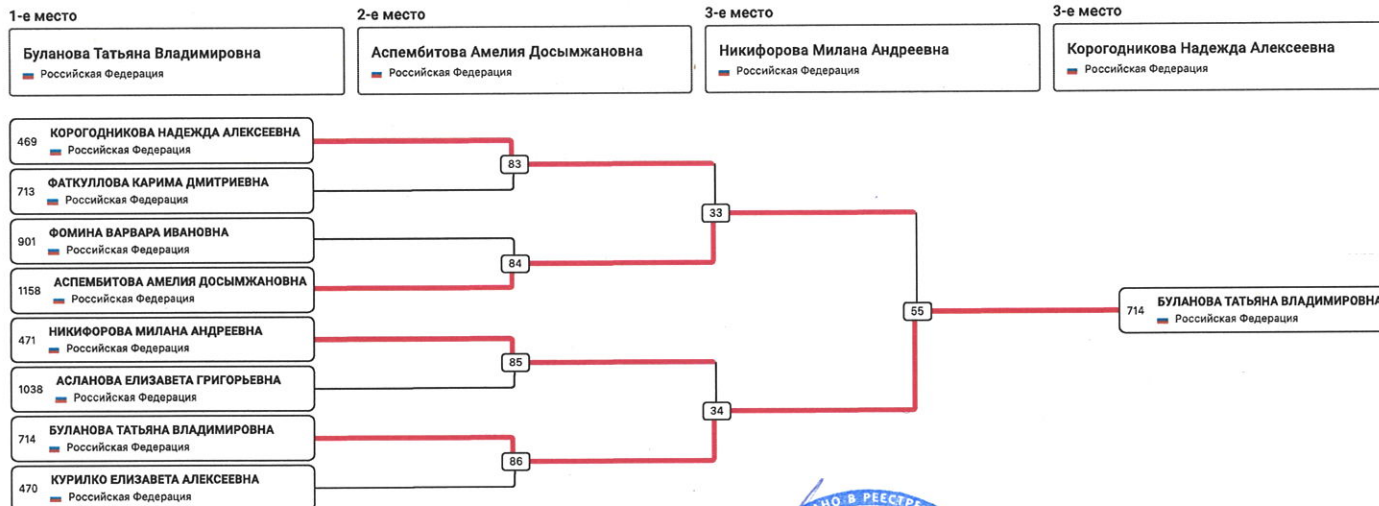 1-е место
Буланова Татьяна Владимировна
Российская Федерация
2-е место
Аспембитова Амелия Досымжановна
Российская Федерация
3-е место
Никифорова Милана Андреевна
Российская Федерация
3-е место
Корогодникова Надежда Алексеевна
Российская Федерация
469 КОРОГОДНИКОВА НАДЕЖДА АЛЕКСЕЕВНА
Российская Федерация
713 ФАТКУЛЛОВА КАРИМА ДМИТРИЕВНА
Российская Федерация
901 ФОМИНА ВАРВАРА ИВАНОВНА
Российская Федерация
1158 АСПЕМБИТОВА АМЕЛИЯ ДОСЫМЖАНОВНА
Российская Федерация
471 НИКИФОРОВА МИЛАНА АНДРЕЕВНА
Российская Федерация
1038 АСЛАНОВА ЕЛИЗАВЕТА ГРИГОРЬЕВНА
Российская Федерация
714 БУЛАНОВА ТАТЬЯНА ВЛАДИМИРОВНА
Российская Федерация
470 КУРИЛКО ЕЛИЗАВЕТА АЛЕКСЕЕВНА
Российская Федерация
83
84
85
86
33
34
55
714 БУЛАНОВА ТАТЬЯНА ВЛАДИМИРОВНА
Российская Федерация
В РЕЕСТРЕ